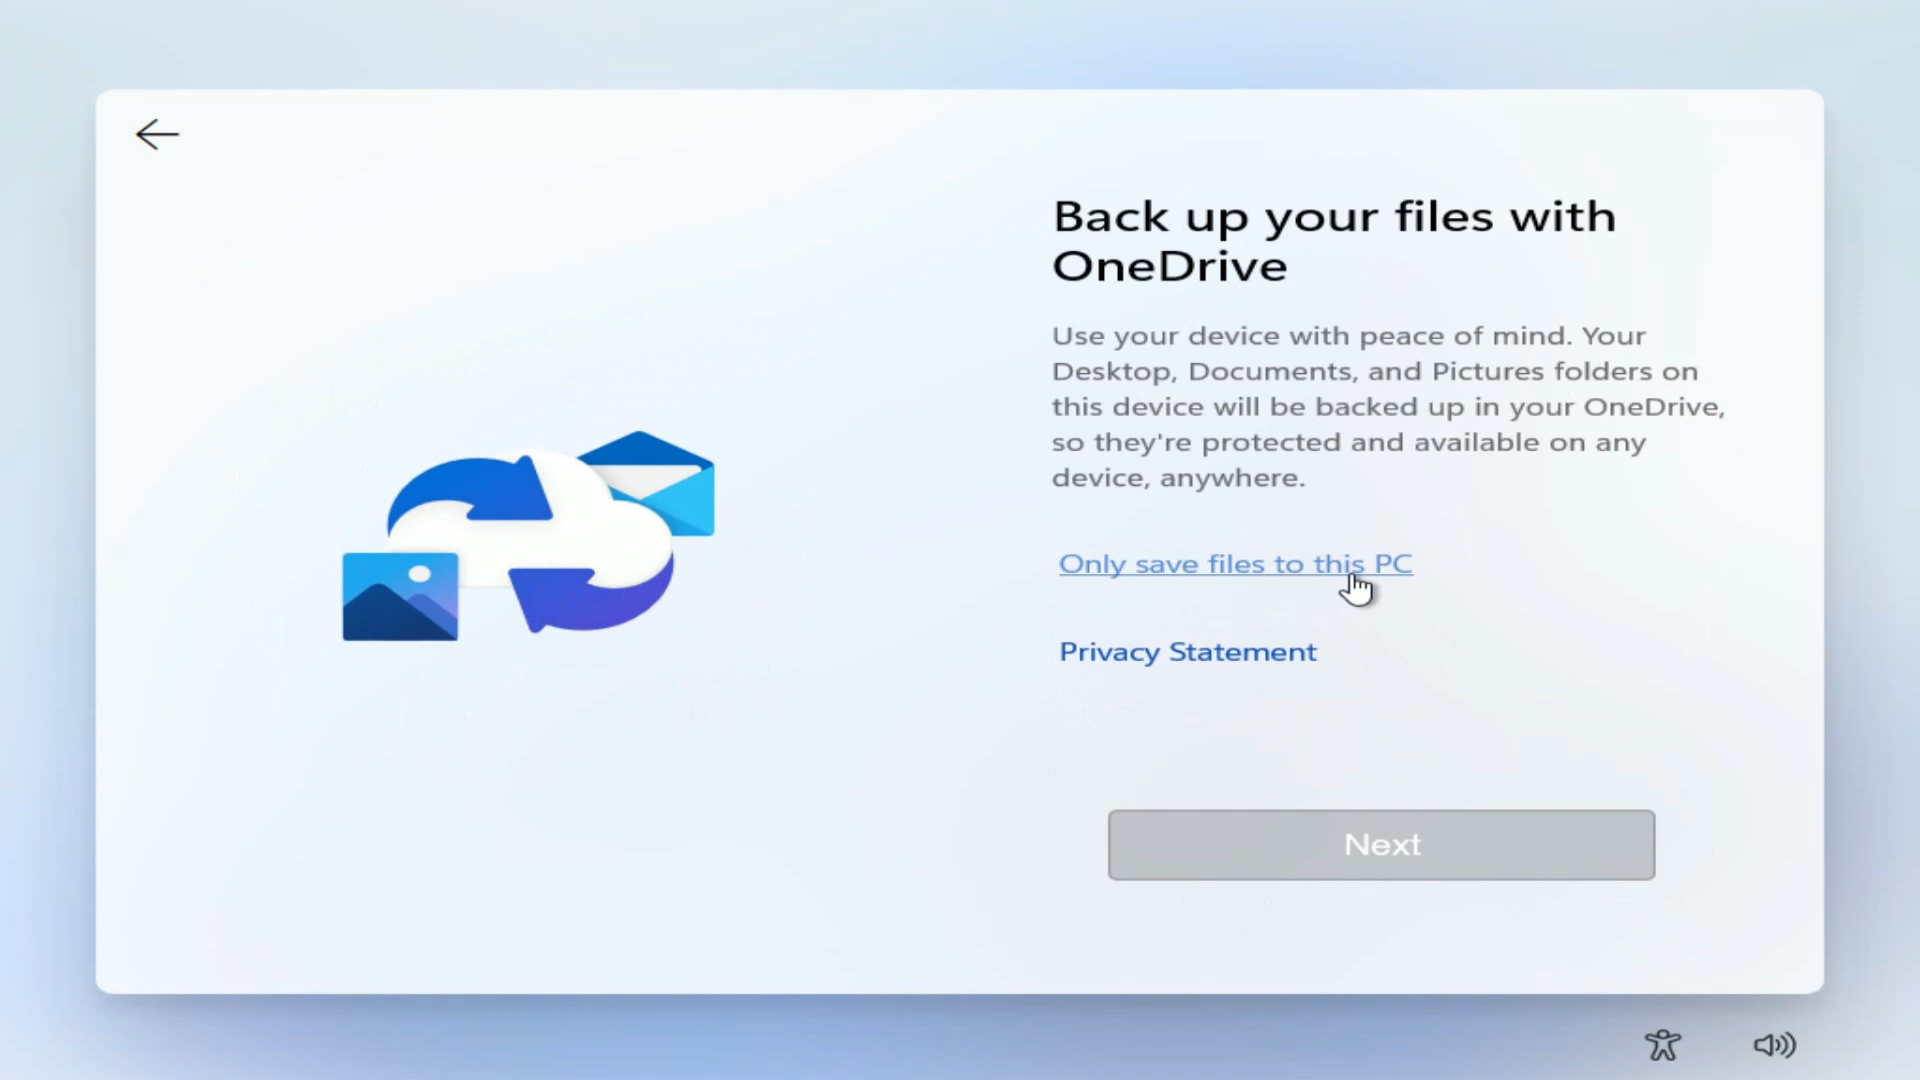 Back up your files with
OneDrive
Use your device with peace of mind. Your
Desktop, Documents, and Pictures folders on
this device will be backed up in your OneDrive,
so they're protected and available on any
device, anywhere.
Only save files to this PC
Privacy Statement
Next